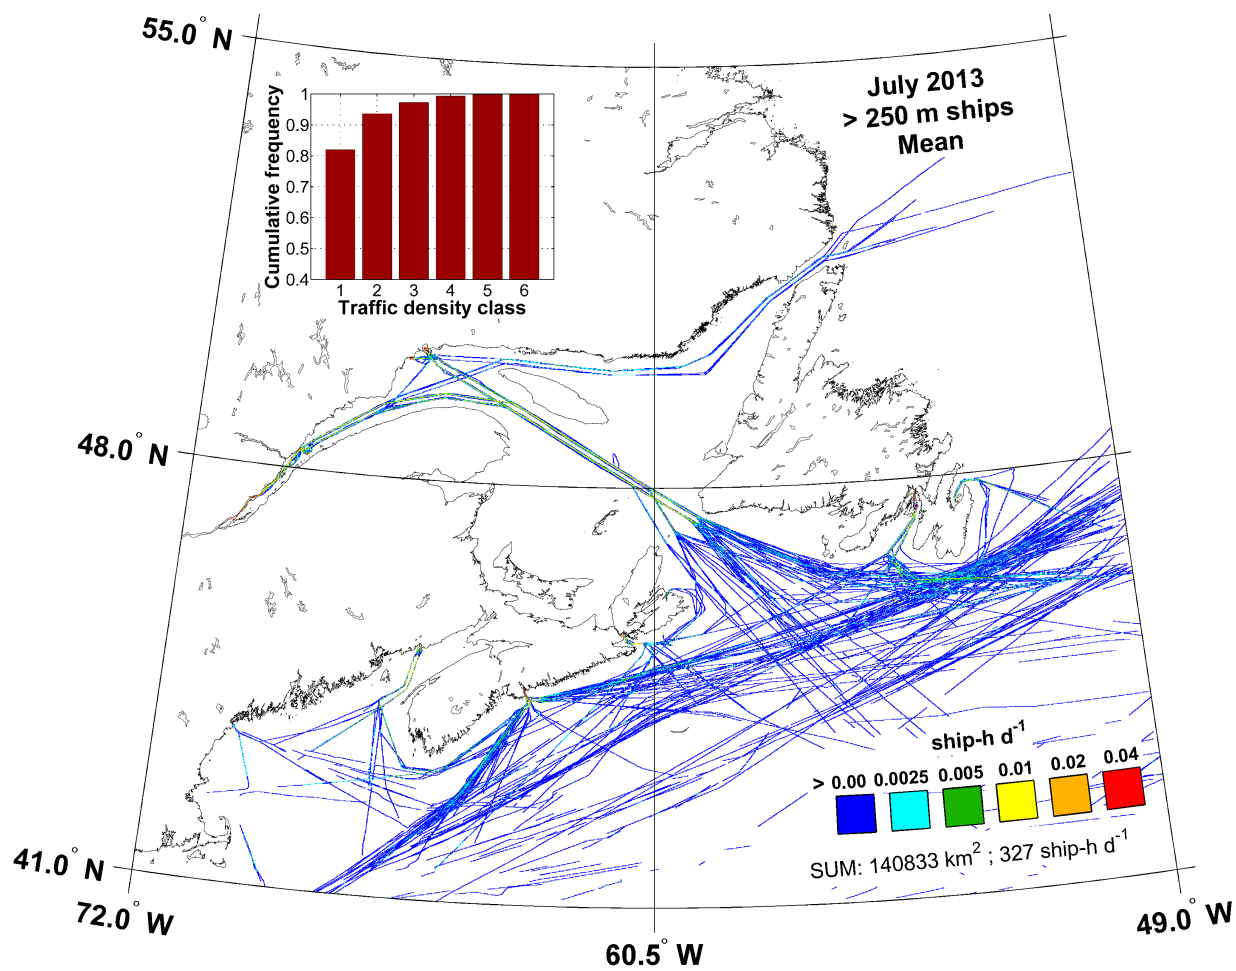 55.0° N
July 2013
> 250 m ships
Mean
Cumulative frequency
1
0.9
0.8
0.7
0.6
0.5
0.4
1 2 3 4 5 6
Traffic density class
48.0° N
ship-h d⁻¹
> 0.00 0.0025 0.005 0.01 0.02 0.04
SUM: 140833 km² ; 327 ship-h d⁻¹
41.0° N
72.0° W
60.5° W
49.0° W